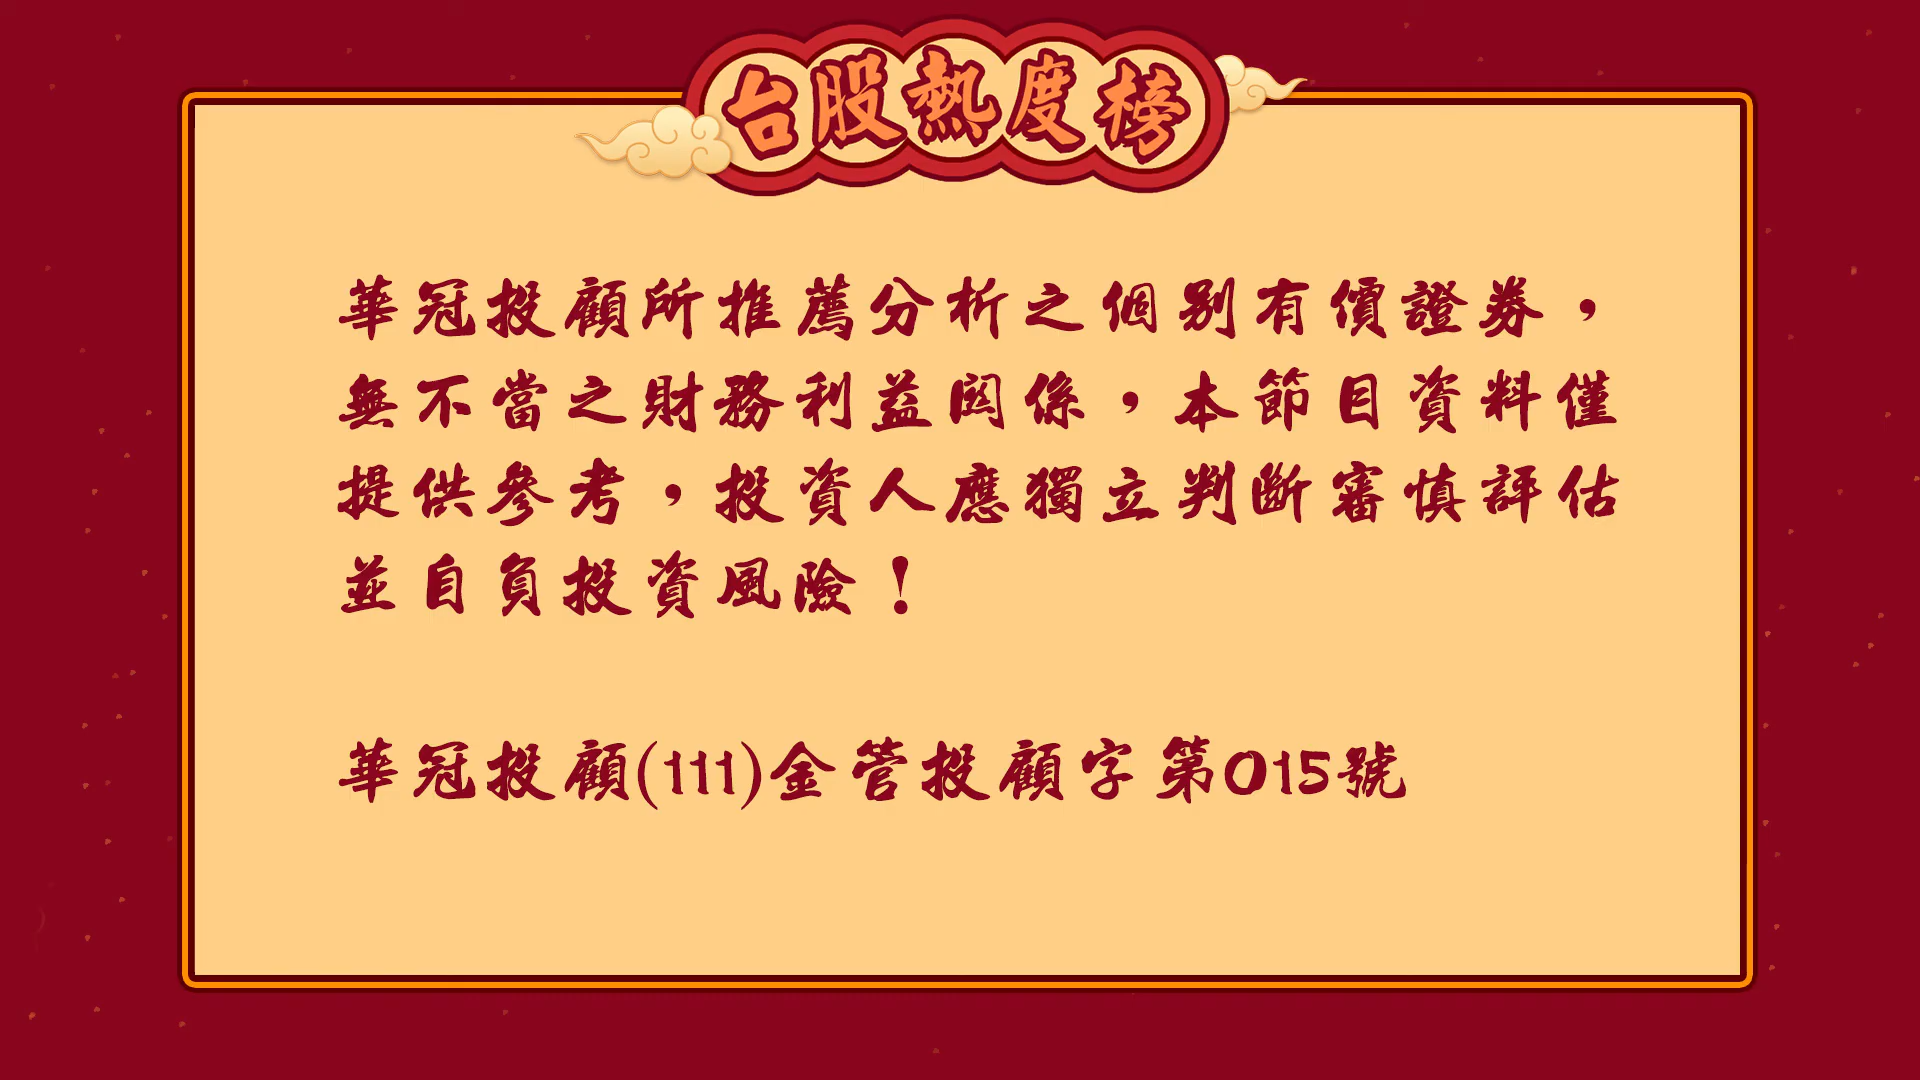 台股熱度榜
華冠投顧所推薦分析之個別有價證券，
無不當之財務利益関係，本節目資料僅
提供參考，投資人應獨立判斷審慎評估
並自負投資風險！
華冠投顧(111)金管投顧字第015號